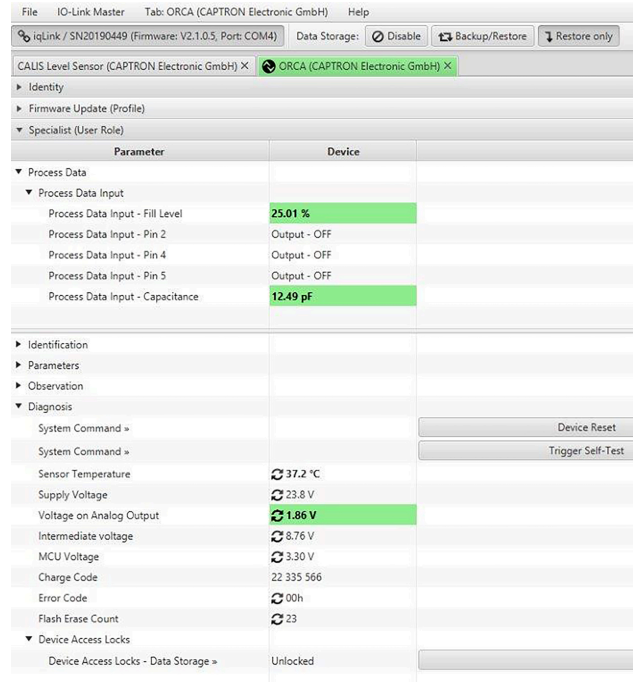 File IO-Link Master Tab: ORCA (CAPTRON Electronic GmbH) Help
iqLink / SN20190449 (Firmware: V2.1.0.5, Port: COM4) Data Storage: Disable Backup/Restore Restore only
CALIS Level Sensor (CAPTRON Electronic GmbH) ORCA (CAPTRON Electronic GmbH)
Identity
Firmware Update (Profile)
Specialist (User Role)
Parameter Device
Process Data
Process Data Input
Process Data Input - Fill Level 25.01 %
Process Data Input - Pin 2 Output - OFF
Process Data Input - Pin 4 Output - OFF
Process Data Input - Pin 5 Output - OFF
Process Data Input - Capacitance 12.49 pF
Identification
Parameters
Observation
Diagnosis
System Command » Device Reset
System Command » Trigger Self-Test
Sensor Temperature 37.2 °C
Supply Voltage 23.8 V
Voltage on Analog Output 1.86 V
Intermediate voltage 8.76 V
MCU Voltage 3.30 V
Charge Code 22 335 566
Error Code 00h
Flash Erase Count 23
Device Access Locks
Device Access Locks - Data Storage » Unlocked